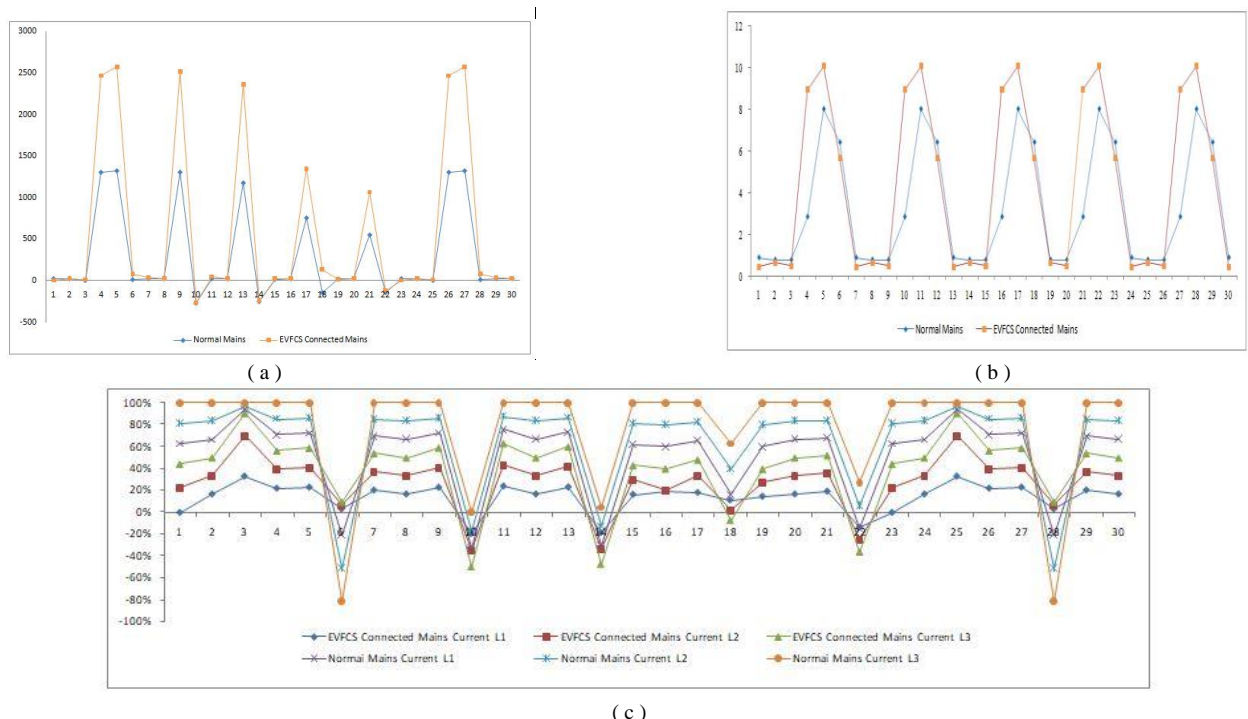 3000
2500
2000
1500
1000
500
0
-500
1 2 3 4 5 6 7 8 9 10 11 12 13 14 15 16 17 18 19 20 21 22 23 24 25 26 27 28 29 30
Normal Mains EVFCS Connected Mains
( a )
12
10
8
6
4
2
0
1 2 3 4 5 6 7 8 9 10 11 12 13 14 15 16 17 18 19 20 21 22 23 24 25 26 27 28 29 30
Normal Mains EVFCS Connected Mains
( b )
100%
80%
60%
40%
20%
0%
-20%
-40%
-60%
-80%
-100%
1 2 3 4 5 6 7 8 9 10 11 12 13 14 15 16 17 18 19 20 21 22 23 24 25 26 27 28 29 30
EVFCS Connected Mains Current L1 EVFCS Connected Mains Current L2 EVFCS Connected Mains Current L3
Normai Mains Current L1 Normai Mains Current L2 Normai Mains Current L3
( c )